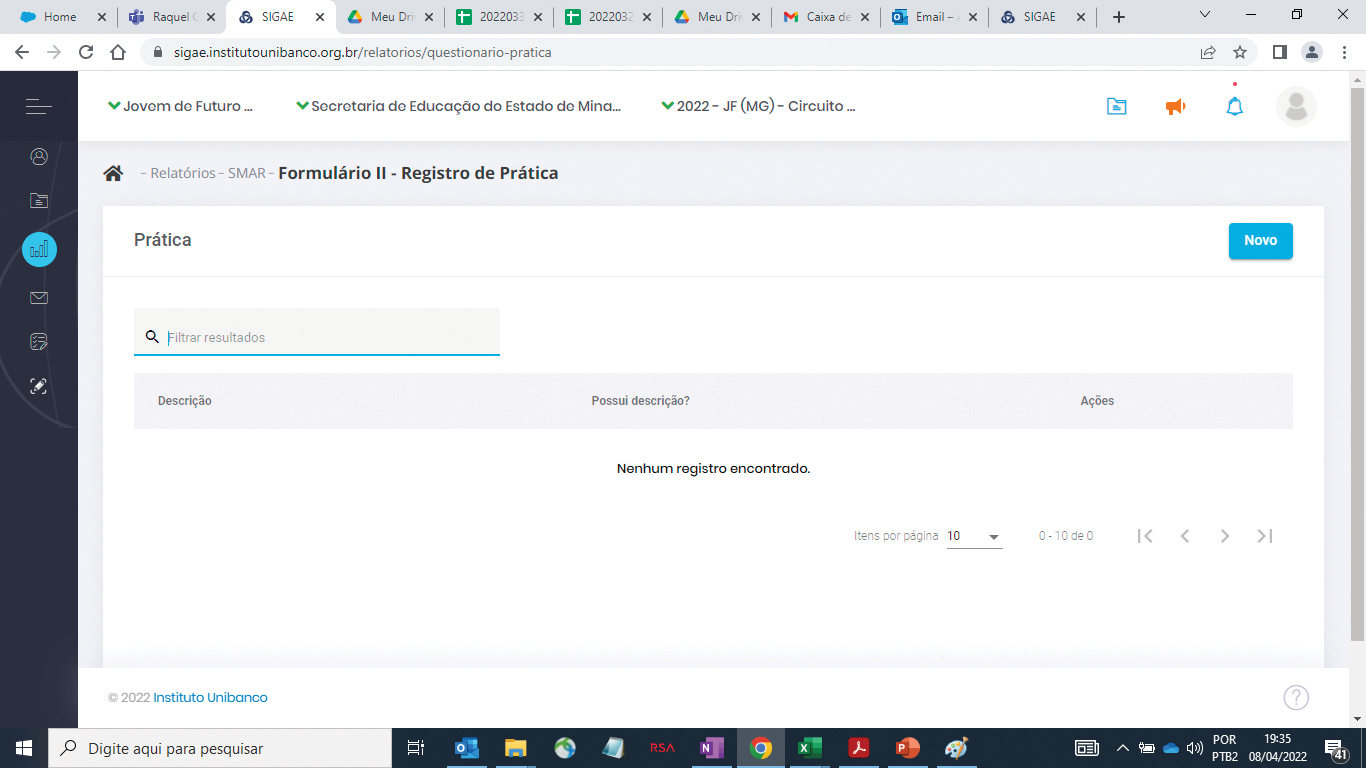 Home
Raquel G
SIGAE
Meu Dri
2022033
2022032
Meu Dri
Caixa de
Email –
SIGAE
sigae.institutounibanco.org.br/relatorios/questionario-pratica
Jovem de Futuro ...
Secretaria de Educação do Estado de Mina...
2022 - JF (MG) - Circuito ...
- Relatórios - SMAR - Formulário II - Registro de Prática
Prática
Novo
Filtrar resultados
Descrição
Possui descrição?
Ações
Nenhum registro encontrado.
Itens por página 10
0 - 10 de 0
© 2022 Instituto Unibanco
?
Digite aqui para pesquisar
RSA
POR
PTB2
19:35
08/04/2022
41